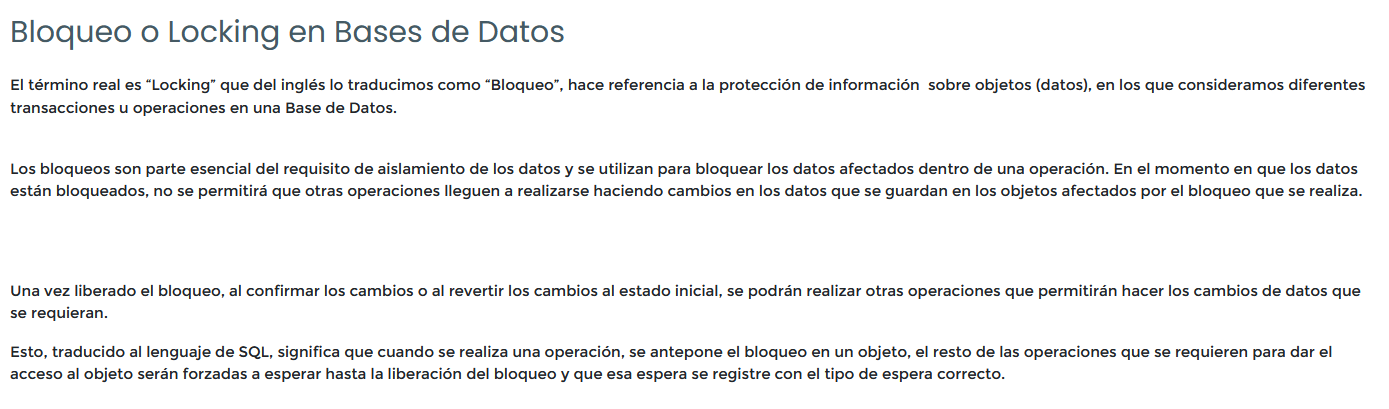 Bloqueo o Locking en Bases de Datos
El término real es “Locking” que del inglés lo traducimos como “Bloqueo”, hace referencia a la protección de información  sobre objetos (datos), en los que consideramos diferentes
transacciones u operaciones en una Base de Datos.
Los bloqueos son parte esencial del requisito de aislamiento de los datos y se utilizan para bloquear los datos afectados dentro de una operación. En el momento en que los datos
están bloqueados, no se permitirá que otras operaciones lleguen a realizarse haciendo cambios en los datos que se guardan en los objetos afectados por el bloqueo que se realiza.
Una vez liberado el bloqueo, al confirmar los cambios o al revertir los cambios al estado inicial, se podrán realizar otras operaciones que permitirán hacer los cambios de datos que
se requieran.
Esto, traducido al lenguaje de SQL, significa que cuando se realiza una operación, se antepone el bloqueo en un objeto, el resto de las operaciones que se requieren para dar el
acceso al objeto serán forzadas a esperar hasta la liberación del bloqueo y que esa espera se registre con el tipo de espera correcto.